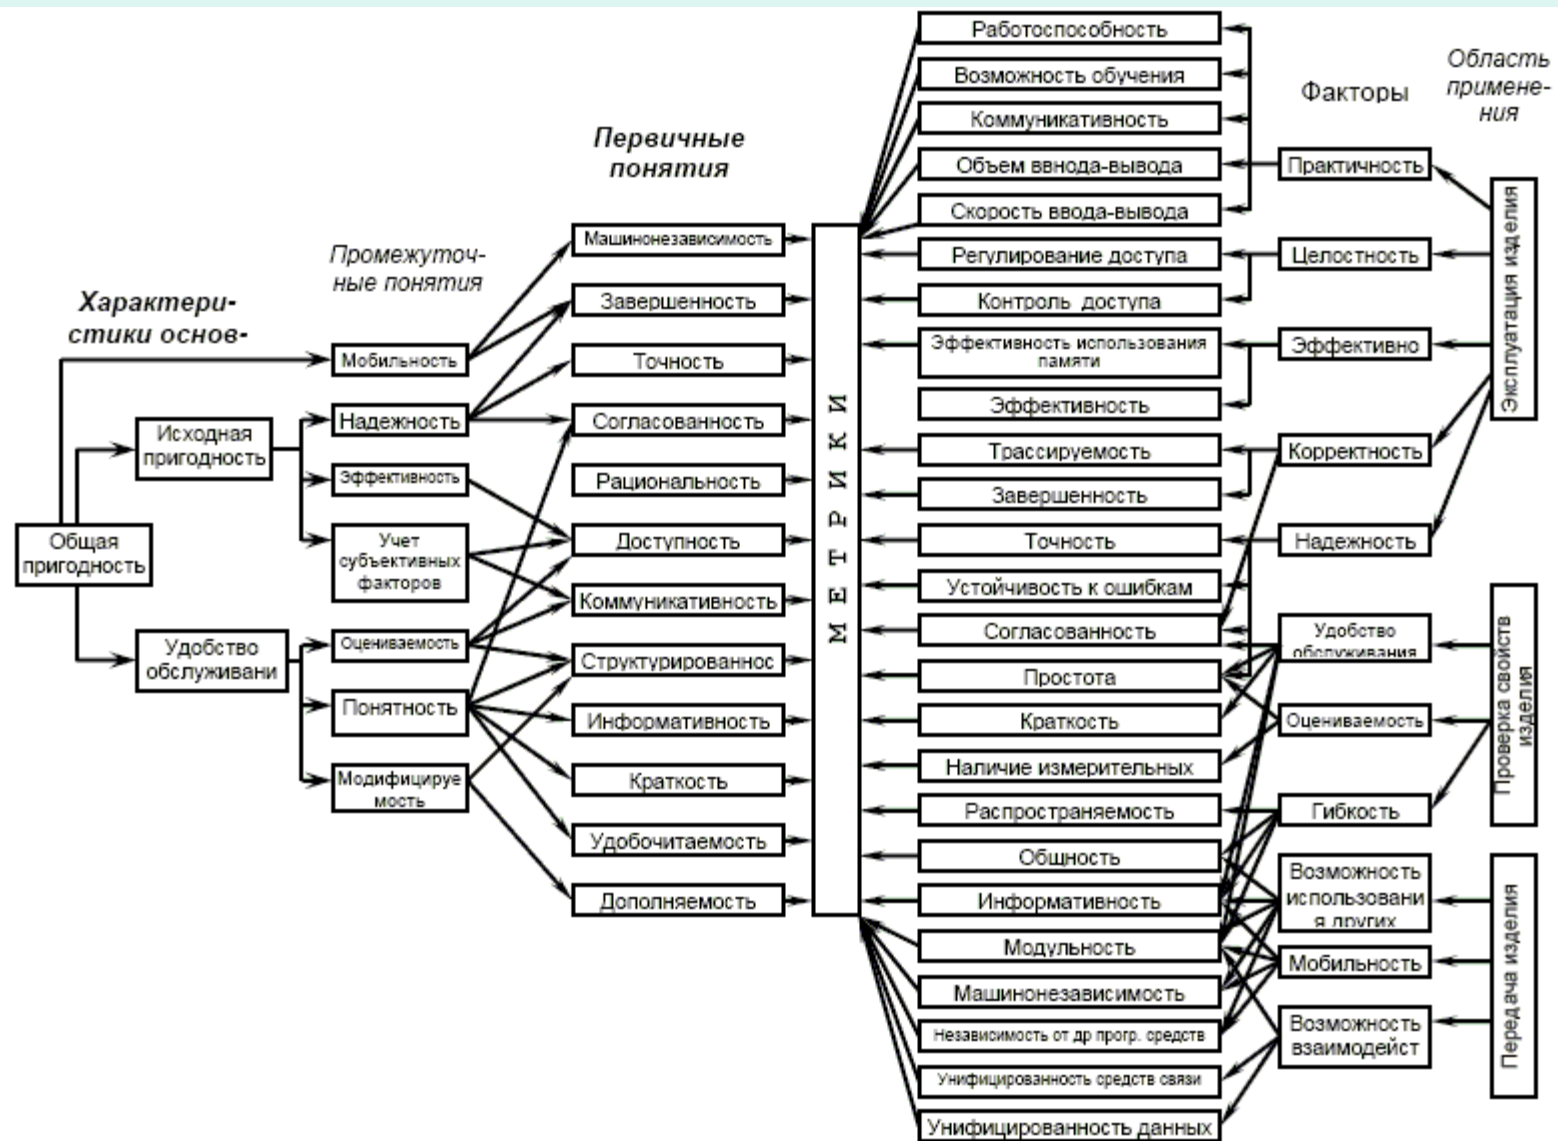 Характери-
стики основ-
Общая
пригодность
Исходная
пригодность
Удобство
обслуживани
Промежуточ-
ные понятия
Мобильность
Надежность
Эффективность
Учет
субъективных
факторов
Оцениваемость
Понятность
Модифицируе
мость
Первичные
понятия
Машинонезависимость
Завершенность
Точность
Согласованность
Рациональность
Доступность
Коммуникативность
Структурированнос
Информативность
Краткость
Удобочитаемость
Дополняемость
МЕТРИКИ
Работоспособность
Возможность обучения
Коммуникативность
Объем ввнода-вывода
Скорость ввода-вывода
Регулирование доступа
Контроль доступа
Эффективность использования
памяти
Эффективность
Трассируемость
Завершенность
Точность
Устойчивость к ошибкам
Согласованность
Простота
Краткость
Наличие измерительных
Распространяемость
Общность
Информативность
Модульность
Машинонезависимость
Независимость от др прогр. средств
Унифицированность средств связи
Унифицированность данных
Факторы
Практичность
Целостность
Эффективно
Корректность
Надежность
Удобство
обслуживания
Оцениваемость
Гибкость
Возможность
использовани
я других
Мобильность
Возможность
взаимодейст
Область
примене-
ния
Эксплуатация изделия
Проверка свойств
изделия
Передача изделия